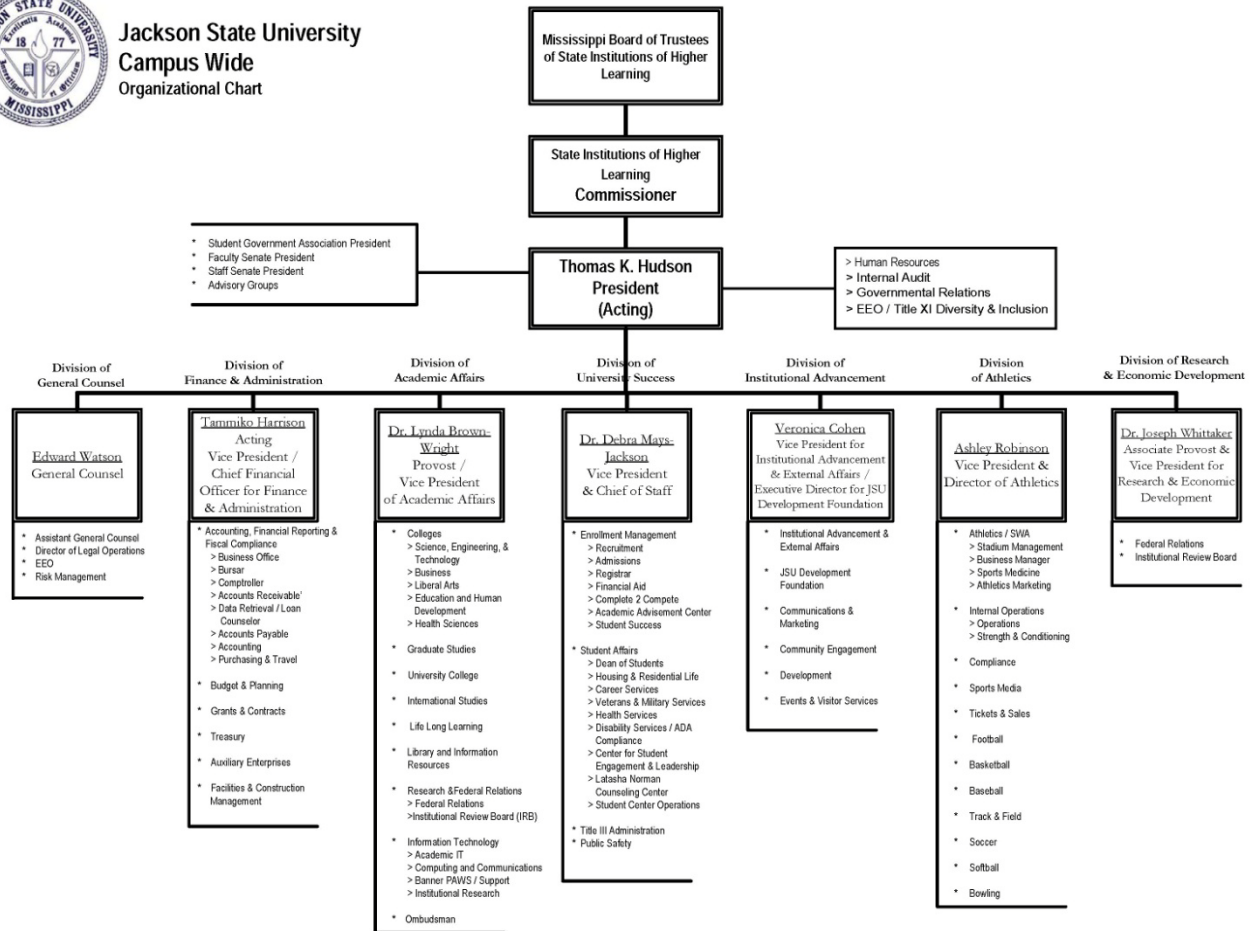 STATE UNIVERSITY
18 77
MISSISSIPPI
Jackson State University
Campus Wide
Organizational Chart
Mississippi Board of Trustees
of State Institutions of Higher
Learning
State Institutions of Higher
Learning
Commissioner
* Student Government Association President
* Faculty Senate President
* Staff Senate President
* Advisory Groups
Thomas K. Hudson
President
(Acting)
> Human Resources
> Internal Audit
> Governmental Relations
> EEO / Title XI Diversity & Inclusion
Division of
General Counsel
Edward Watson
General Counsel
* Assistant General Counsel
* Director of Legal Operations
* EEO
* Risk Management
Division of
Finance & Administration
Tammiko Harrison
Acting
Vice President /
Chief Financial
Officer for Finance
& Administration
* Accounting, Financial Reporting &
Fiscal Compliance
> Business Office
> Bursar
> Comptroller
> Accounts Receivable'
> Data Retrieval / Loan
Counselor
> Accounts Payable
> Accounting
> Purchasing & Travel
* Budget & Planning
* Grants & Contracts
* Treasury
* Auxiliary Enterprises
* Facilities & Construction
Management
Division of
Academic Affairs
Dr. Lynda Brown-
Wright
Provost /
Vice President
of Academic Affairs
* Colleges
> Science, Engineering, &
Technology
> Business
> Liberal Arts
> Education and Human
Development
> Health Sciences
* Graduate Studies
* University College
* International Studies
* Life Long Learning
* Library and Information
Resources
* Research &Federal Relations
> Federal Relations
>Institutional Review Board (IRB)
* Information Technology
> Academic IT
> Computing and Communications
> Banner PAWS / Support
> Institutional Research
* Ombudsman
Division of
University Success
Dr. Debra Mays-
Jackson
Vice President
& Chief of Staff
* Enrollment Management
> Recruitment
> Admissions
> Registrar
> Financial Aid
> Complete 2 Compete
> Academic Advisement Center
> Student Success
* Student Affairs
> Dean of Students
> Housing & Residential Life
> Career Services
> Veterans & Military Services
> Health Services
> Disability Services / ADA
Compliance
> Center for Student
Engagement & Leadership
> Latasha Norman
Counseling Center
> Student Center Operations
* Title III Administration
* Public Safety
Division of
Institutional Advancement
Veronica Cohen
Vice President for
Institutional Advancement
& External Affairs /
Executive Director for JSU
Development Foundation
* Institutional Advancement &
External Affairs
* JSU Development
Foundation
* Communications &
Marketing
* Community Engagement
* Development
* Events & Visitor Services
Division
of Athletics
Ashley Robinson
Vice President &
Director of Athletics
* Athletics / SWA
> Stadium Management
> Business Manager
> Sports Medicine
> Athletics Marketing
* Internal Operations
> Operations
> Strength & Conditioning
* Compliance
* Sports Media
* Tickets & Sales
* Football
* Basketball
* Baseball
* Track & Field
* Soccer
* Softball
* Bowling
Division of Research
& Economic Development
Dr. Joseph Whittaker
Associate Provost &
Vice President for
Research & Economic
Development
* Federal Relations
* Institutional Review Board